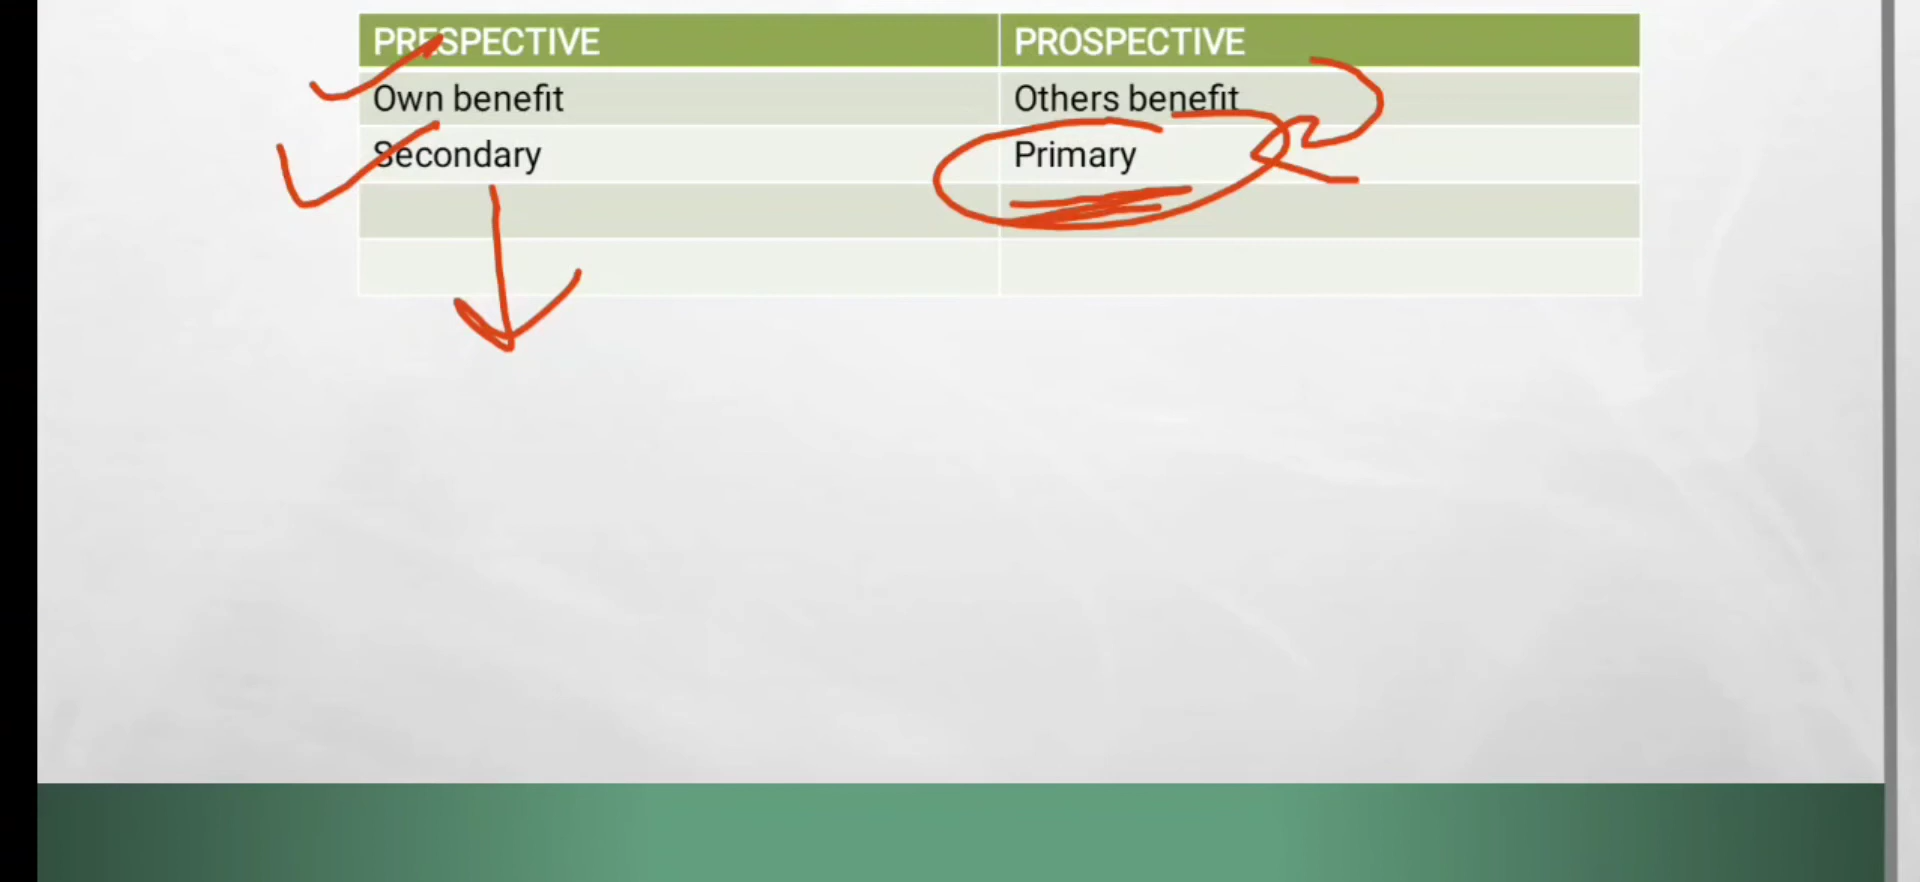 PRESPECTIVE PROSPECTIVE
Own benefit Others benefit
Secondary Primary